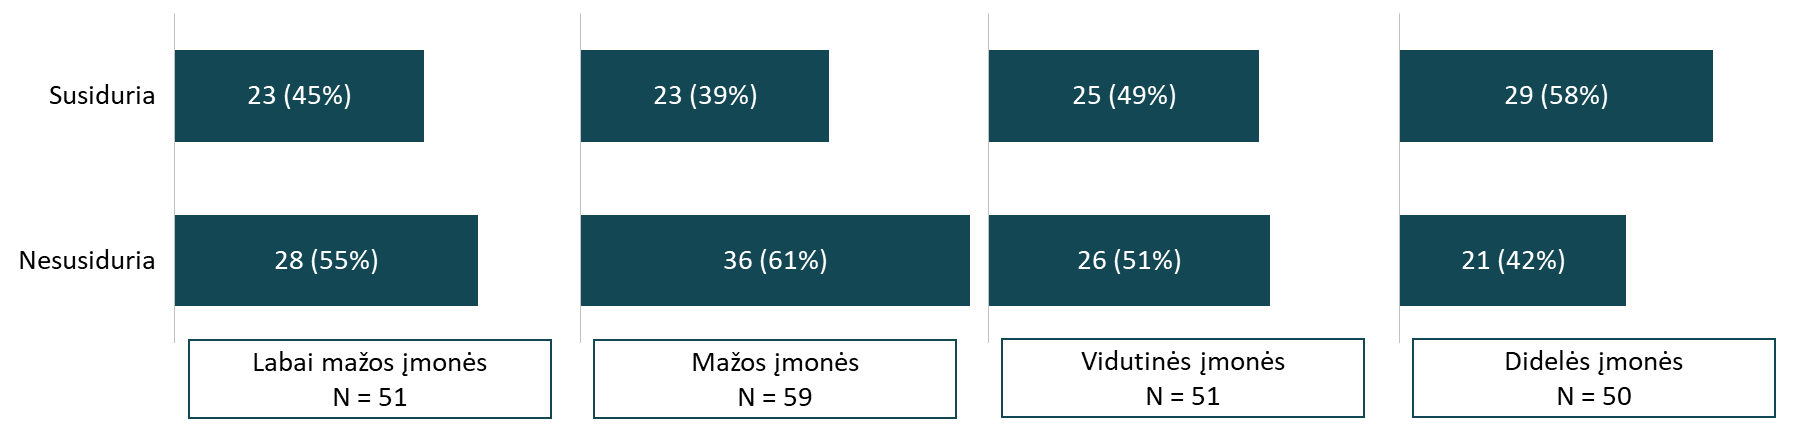 Susiduria
23 (45%)
23 (39%)
25 (49%)
29 (58%)
Nesusiduria
28 (55%)
36 (61%)
26 (51%)
21 (42%)
Labai mažos įmonės
N = 51
Mažos įmonės
N = 59
Vidutinės įmonės
N = 51
Didelės įmonės
N = 50